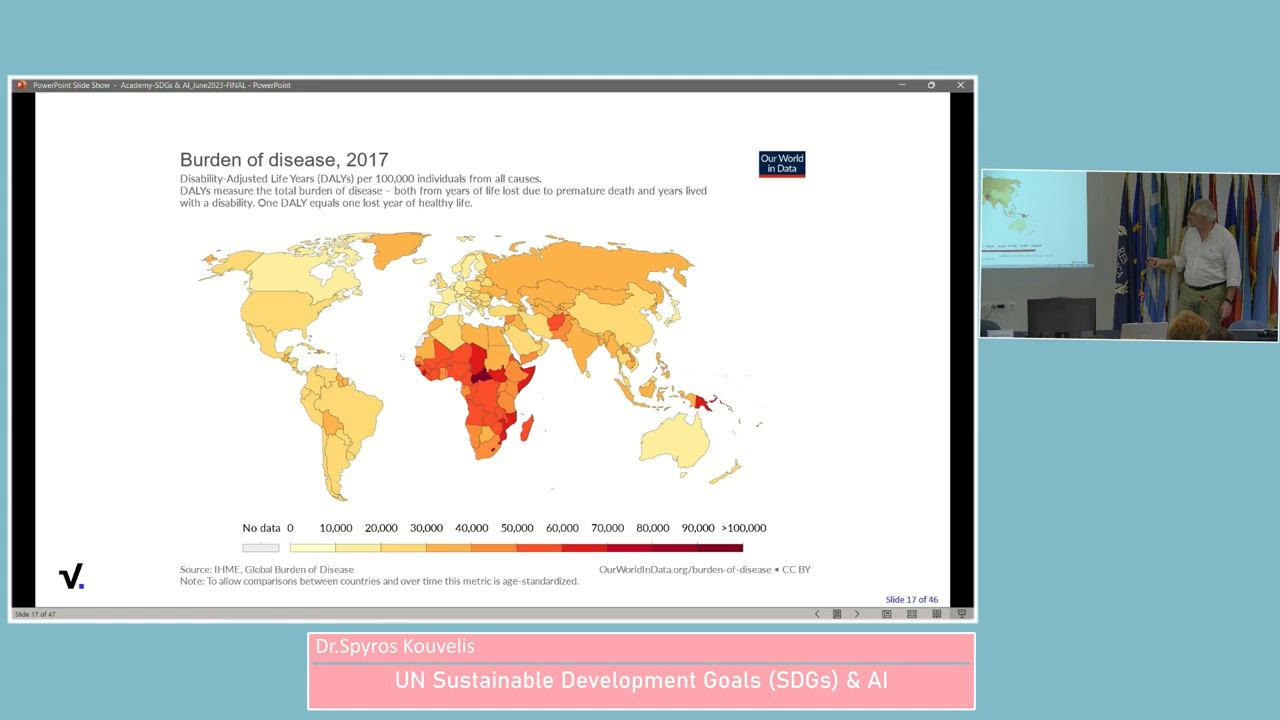 PowerPoint Slide Show - Academy-SDGs & AI_June2023-FINAL - PowerPoint
Burden of disease, 2017
Our World
in Data
Disability-Adjusted Life Years (DALYs) per 100,000 individuals from all causes.
DALYs measure the total burden of disease – both from years of life lost due to premature death and years lived
with a disability. One DALY equals one lost year of healthy life.
No data 0 10,000 20,000 30,000 40,000 50,000 60,000 70,000 80,000 90,000 >100,000
Source: IHME, Global Burden of Disease
OurWorldInData.org/burden-of-disease • CC BY
Note: To allow comparisons between countries and over time this metric is age-standardized.
Slide 17 of 46
Slide 17 of 47
Dr.Spyros Kouvelis
UN Sustainable Development Goals (SDGs) & AI